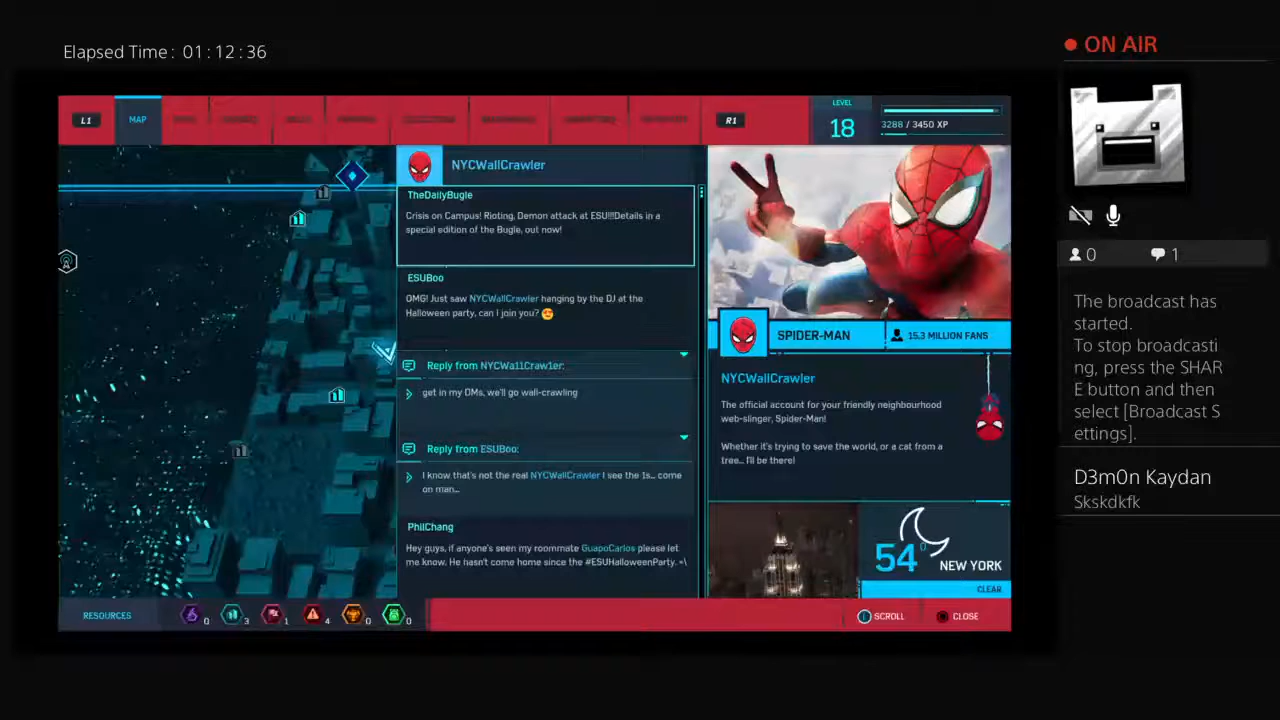 Elapsed Time: 01:12:36
ON AIR
L1
MAP
R1
LEVEL
18
3288 / 3450 XP
NYCWallCrawler
TheDailyBugle
Crisis on Campus! Rioting, Demon attack at ESU!!!Details in a
special edition of the Bugle, out now!
ESUBoo
OMG! Just saw NYCWallCrawler hanging by the DJ at the
Halloween party, can I join you?
Reply from NYCWa11Craw1er:
get in my DMs, we'll go wall-crawling
Reply from ESUBoo:
I know that's not the real NYCWallCrawler I see the 1s... come
on man...
PhilChang
Hey guys, if anyone's seen my roommate GuapoCarlos please let
me know. He hasn't come home since the #ESUHalloweenParty. =\
SPIDER-MAN
15.3 MILLION FANS
NYCWallCrawler
The official account for your friendly neighbourhood
web-slinger, Spider-Man!
Whether it's trying to save the world, or a cat from a
tree... I'll be there!
54°
NEW YORK
CLEAR
RESOURCES
0
3
1
4
0
0
L
SCROLL
CLOSE
0
1
The broadcast has
started.
To stop broadcasti
ng, press the SHAR
E button and then
select [Broadcast S
ettings].
D3m0n Kaydan
Skskdkfk